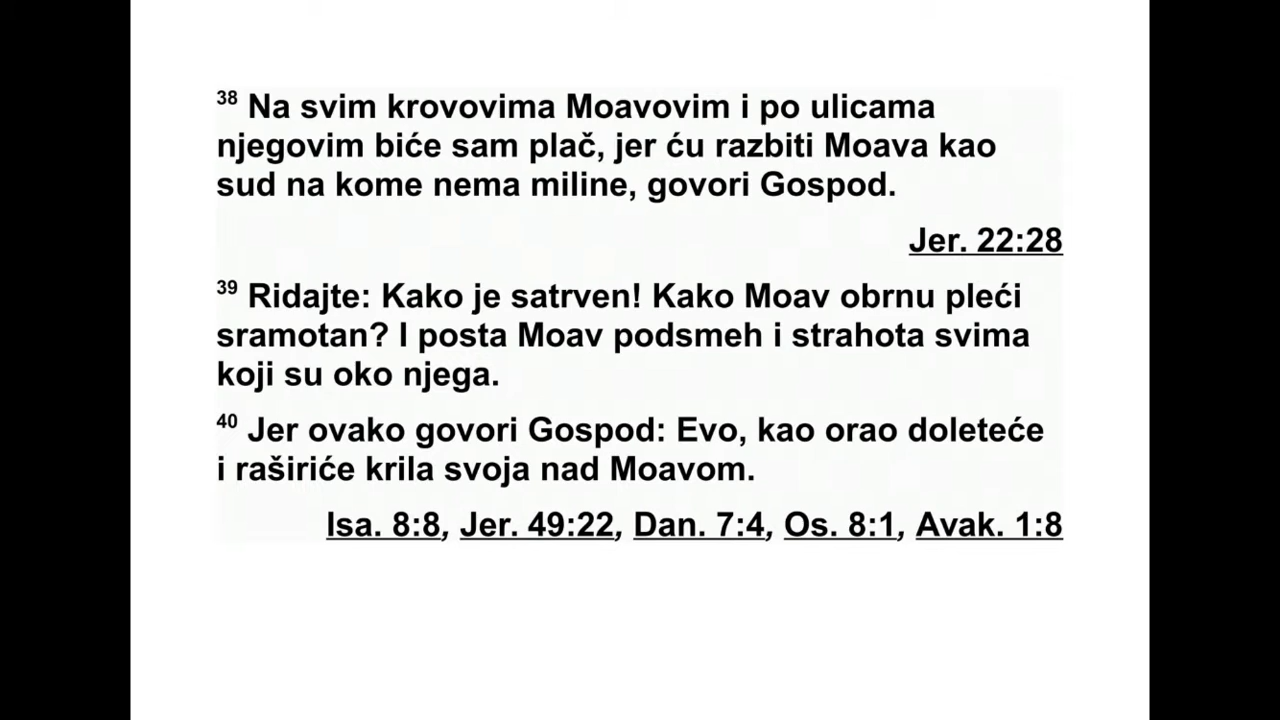 38 Na svim krovovima Moavovim i po ulicama
njegovim biće sam plač, jer ću razbiti Moava kao
sud na kome nema miline, govori Gospod.
Jer. 22:28
39 Ridajte: Kako je satrven! Kako Moav obrnu pleći
sramotan? I posta Moav podsmeh i strahota svima
koji su oko njega.
40 Jer ovako govori Gospod: Evo, kao orao doleteće
i raširiće krila svoja nad Moavom.
Isa. 8:8, Jer. 49:22, Dan. 7:4, Os. 8:1, Avak. 1:8